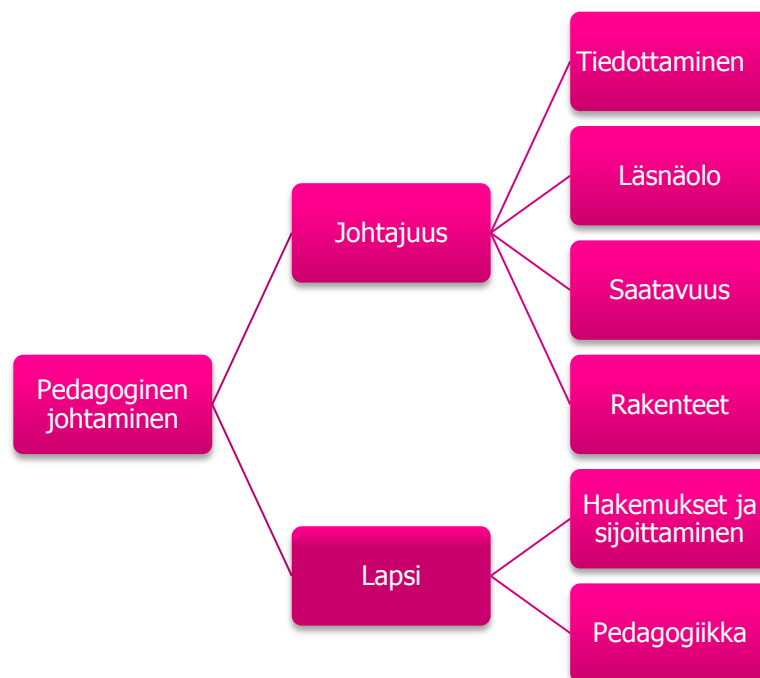 Pedagoginen
johtaminen
Johtajuus
Tiedottaminen
Läsnäolo
Saatavuus
Rakenteet
Lapsi
Hakemukset ja
sijoittaminen
Pedagogiikka